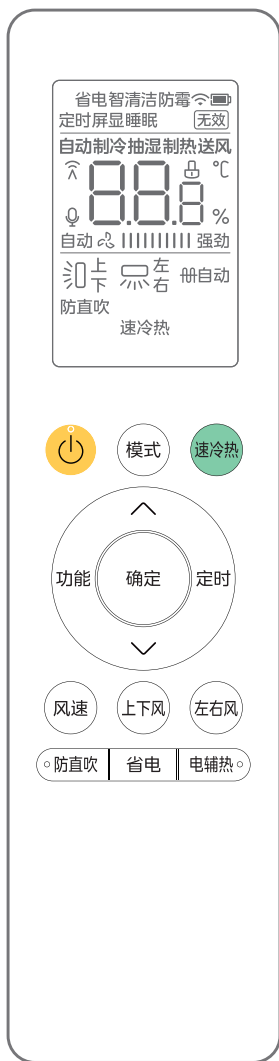 省电智清洁防霉
定时屏显睡眠 无效
自动制冷抽湿制热送风
88.8 ℃
%
自动 强劲
上下 左右 自动
防直吹
速冷热
模式 速冷热
功能 确定 定时
风速 上下风 左右风
防直吹 省电 电辅热